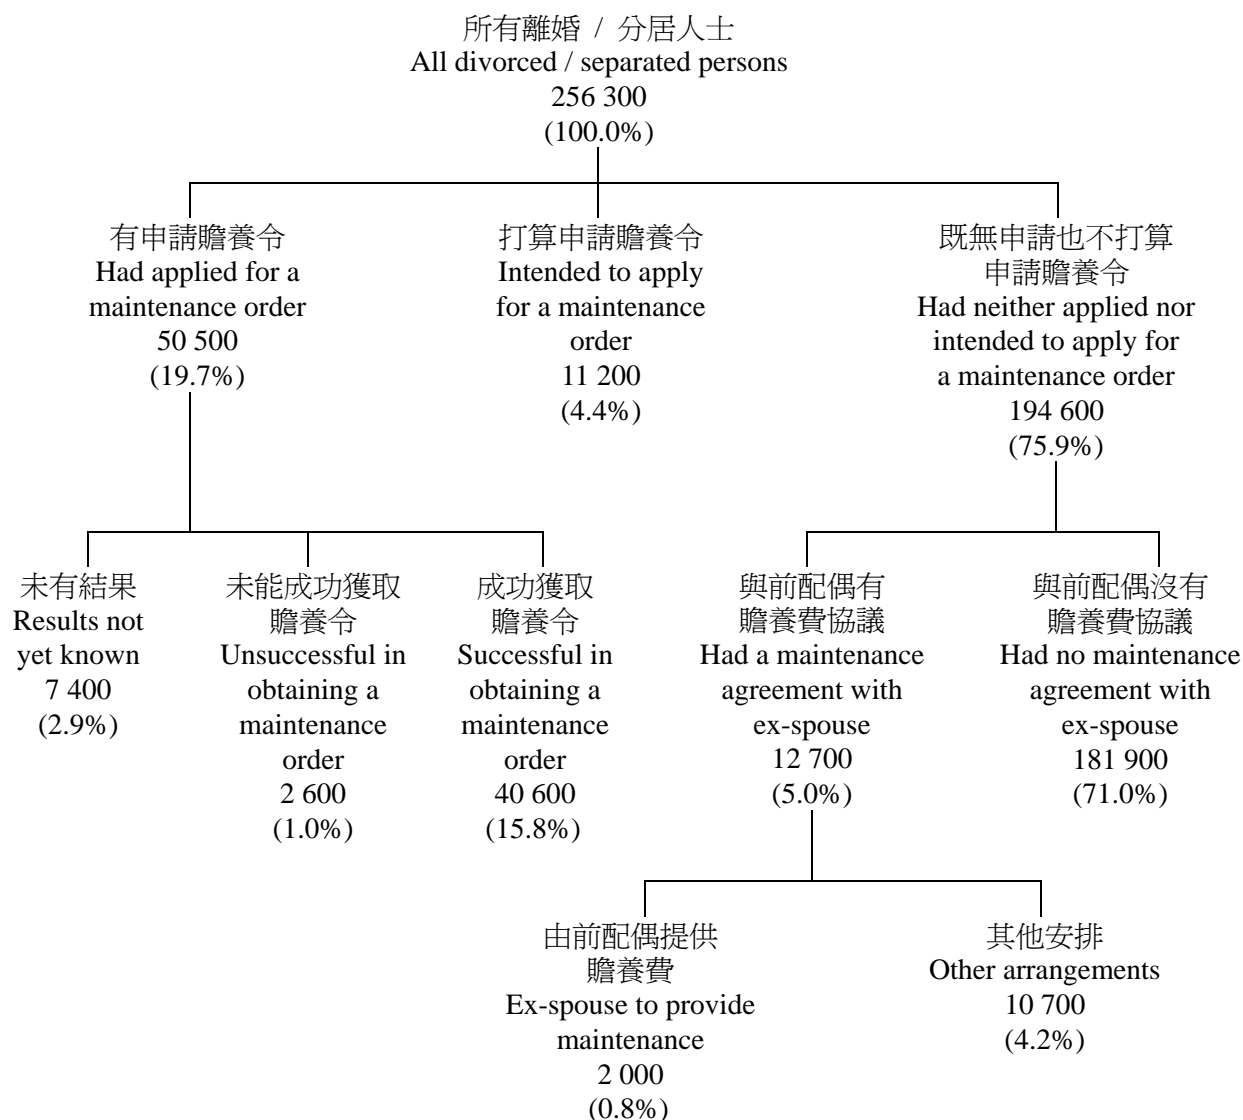 所有離婚 / 分居人士
All divorced / separated persons
256 300
(100.0%)
有申請贍養令
Had applied for a
maintenance order
50 500
(19.7%)
打算申請贍養令
Intended to apply
for a maintenance
order
11 200
(4.4%)
既無申請也不打算
申請贍養令
Had neither applied nor
intended to apply for
a maintenance order
194 600
(75.9%)
未有結果
Results not
yet known
7 400
(2.9%)
未能成功獲取
贍養令
Unsuccessful in
obtaining a
maintenance
order
2 600
(1.0%)
成功獲取
贍養令
Successful in
obtaining a
maintenance
order
40 600
(15.8%)
與前配偶有
贍養費協議
Had a maintenance
agreement with
ex-spouse
12 700
(5.0%)
與前配偶沒有
贍養費協議
Had no maintenance
agreement with
ex-spouse
181 900
(71.0%)
由前配偶提供
贍養費
Ex-spouse to provide
maintenance
2 000
(0.8%)
其他安排
Other arrangements
10 700
(4.2%)